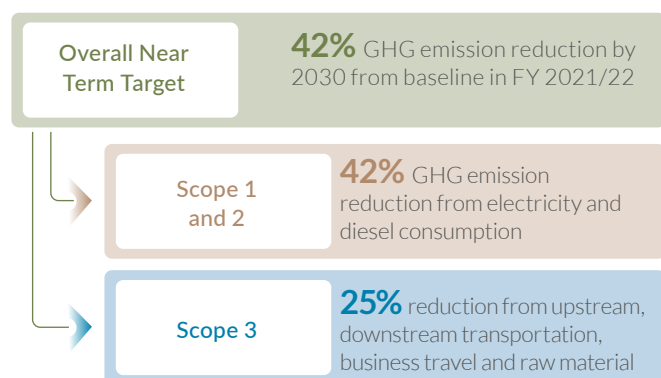 Overall Near
Term Target
42% GHG emission reduction by
2030 from baseline in FY 2021/22
Scope 1
and 2
42% GHG emission
reduction from electricity and
diesel consumption
Scope 3
25% reduction from upstream,
downstream transportation,
business travel and raw material